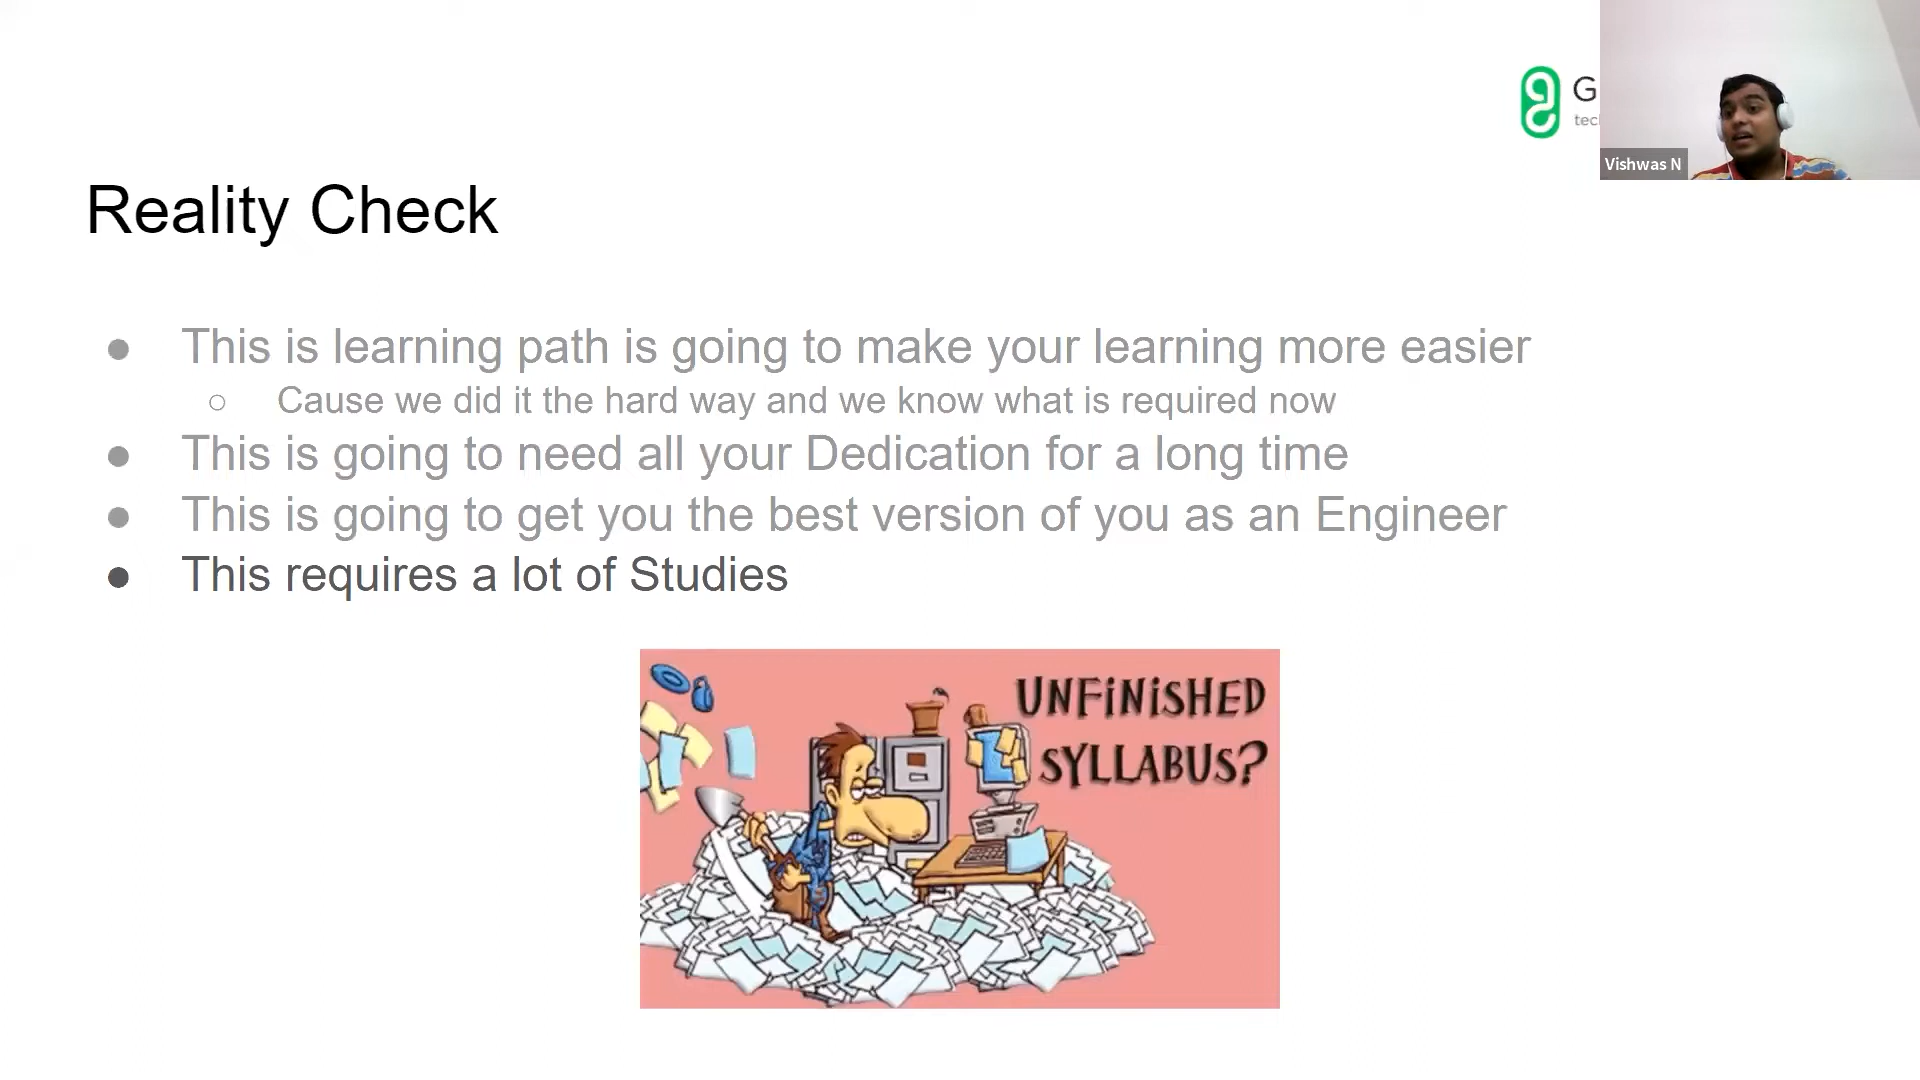 G
tec
Vishwas N
Reality Check
● This is learning path is going to make your learning more easier
○ Cause we did it the hard way and we know what is required now
● This is going to need all your Dedication for a long time
● This is going to get you the best version of you as an Engineer
● This requires a lot of Studies
UNFiNiSHED
SYLLABUS?